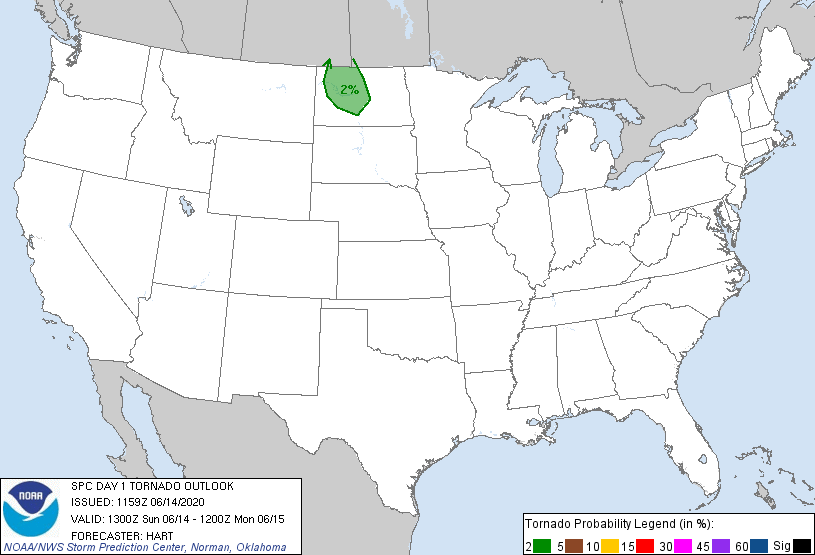 2%
NOAA
SPC DAY 1 TORNADO OUTLOOK
ISSUED: 1159Z 06/14/2020
VALID: 1300Z Sun 06/14 - 1200Z Mon 06/15
FORECASTER: HART
NOAA/NWS Storm Prediction Center, Norman, Oklahoma
Tornado Probability Legend (in %):
2 5 10 15 30 45 60 Sig